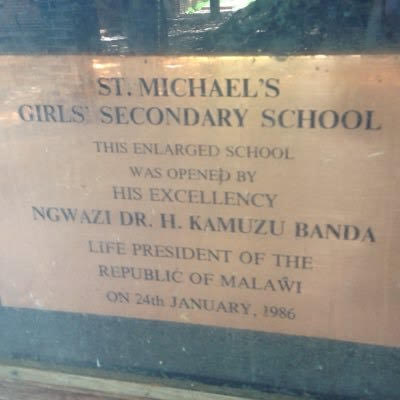 ST. MICHAEL'S
GIRLS' SECONDARY SCHOOL
THIS ENLARGED SCHOOL
WAS OPENED BY
HIS EXCELLENCY
NGWAZI DR. H. KAMUZU BANDA
LIFE PRESIDENT OF THE
REPUBLIC OF MALAŴI
ON 24th JANUARY, 1986